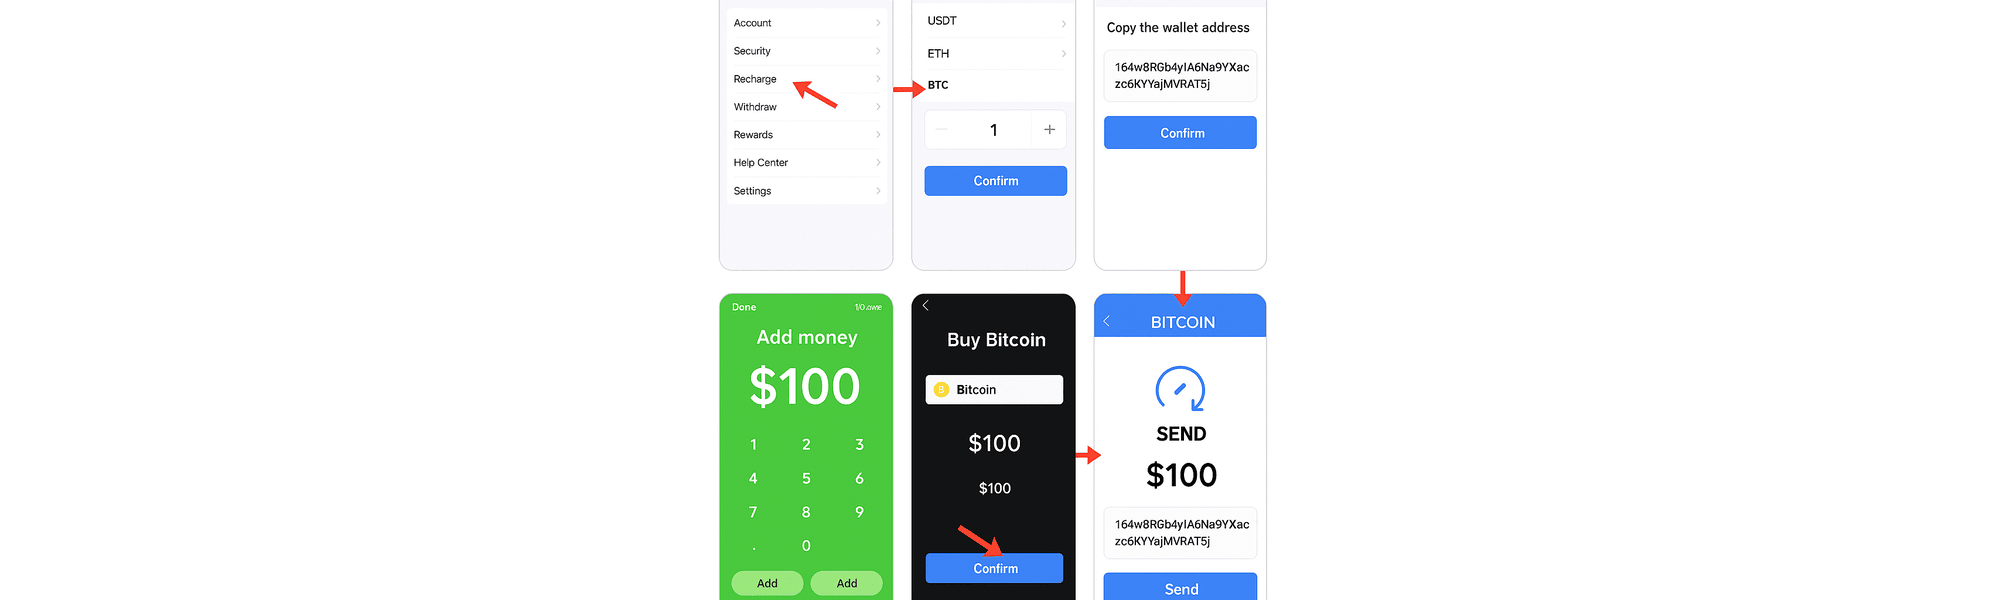 Account
Security
Recharge
Withdraw
Rewards
Help Center
Settings
USDT
ETH
BTC
1
Confirm
Copy the wallet address
164w8RGb4yIA6Na9YXac
zc6KYYajMVRAT5j
Confirm
Done
Add money
$100
1 2 3
4 5 6
7 8 9
. 0
Add Add
Buy Bitcoin
Bitcoin
$100
$100
Confirm
BITCOIN
SEND
$100
164w8RGb4yIA6Na9YXac
zc6KYYajMVRAT5j
Send